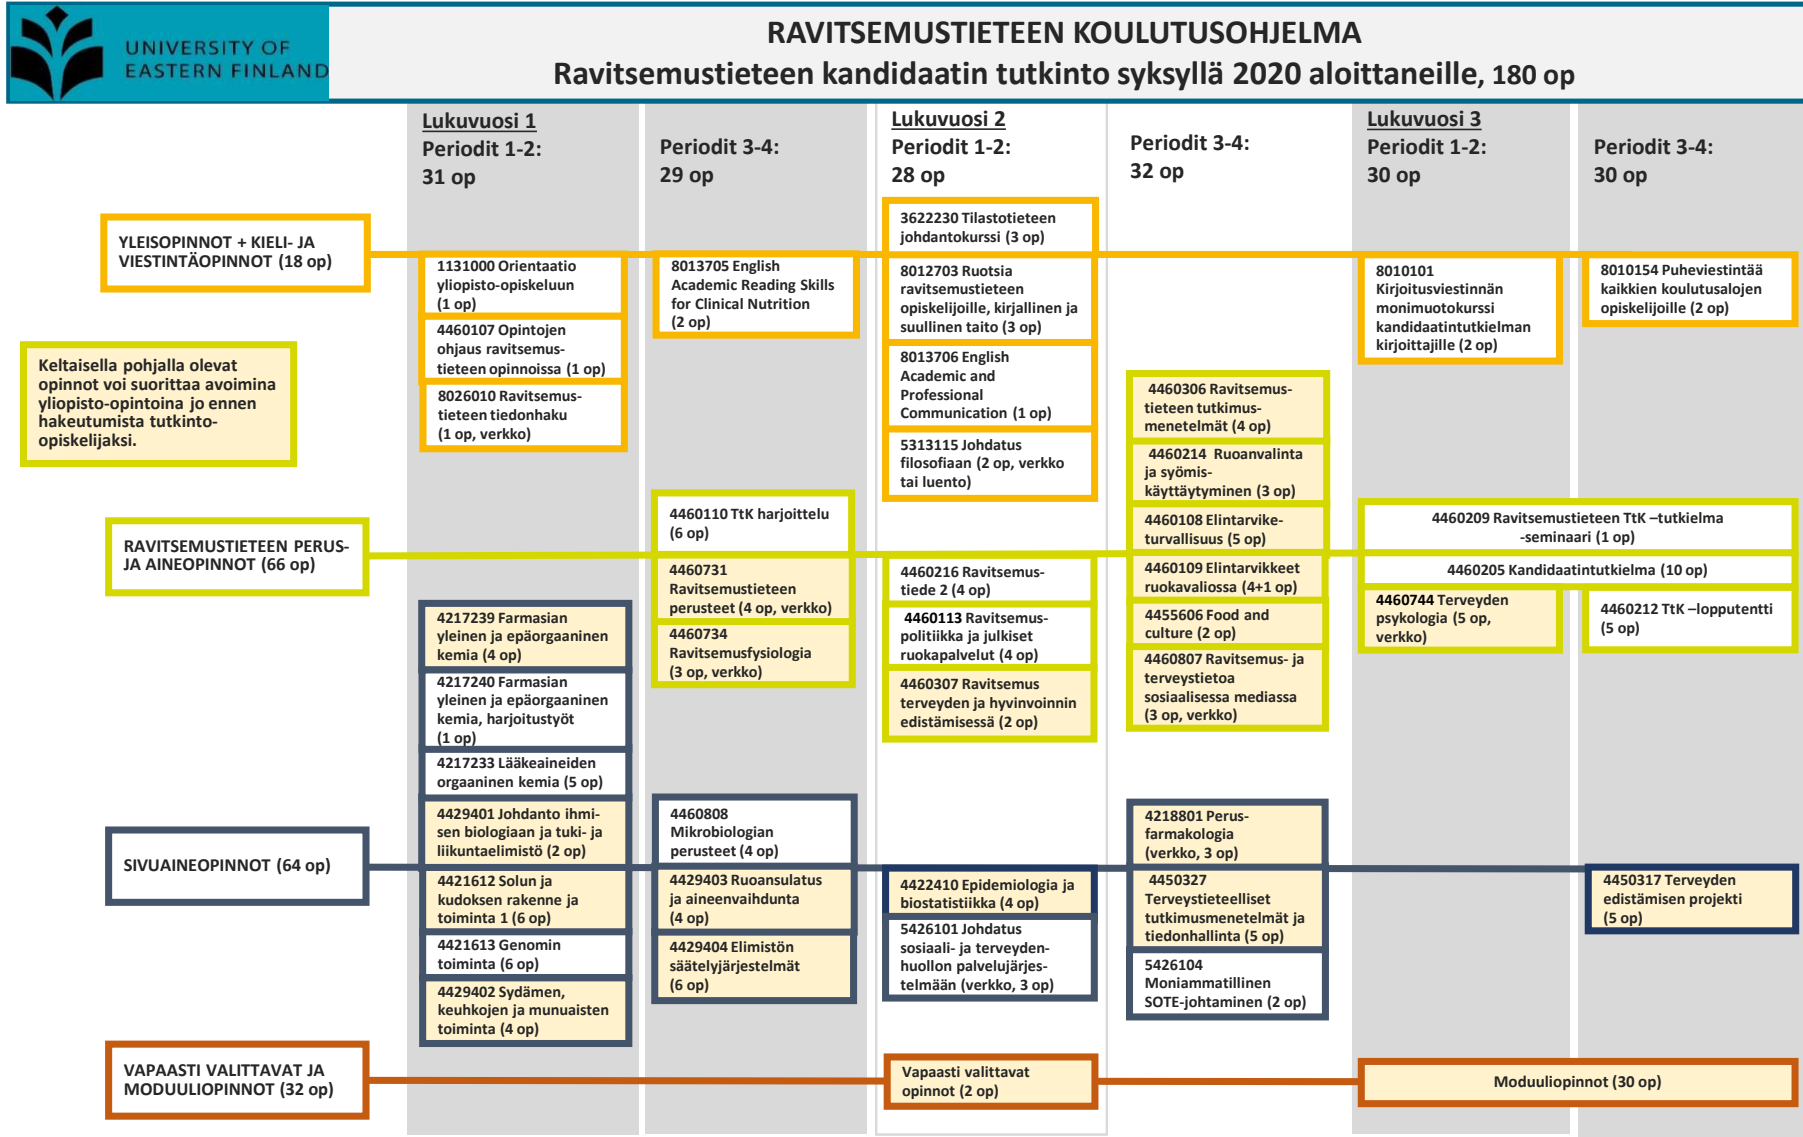 UNIVERSITY OF
EASTERN FINLAND
RAVITSEMUSTIETEEN KOULUTUSOHJELMA
Ravitsemustieteen kandidaatin tutkinto syksyllä 2020 aloittaneille, 180 op
Lukuvuosi 1
Periodit 1-2:
31 op
Periodit 3-4:
29 op
Lukuvuosi 2
Periodit 1-2:
28 op
Periodit 3-4:
32 op
Lukuvuosi 3
Periodit 1-2:
30 op
Periodit 3-4:
30 op
YLEISOPINNOT + KIELI- JA
VIESTINTÄOPINNOT (18 op)
1131000 Orientaatio
yliopisto-opiskeluun
(1 op)
4460107 Opintojen
ohjaus ravitsemus-
tieteen opinnoissa (1 op)
8026010 Ravitsemus-
tieteen tiedonhaku
(1 op, verkko)
8013705 English
Academic Reading Skills
for Clinical Nutrition
(2 op)
3622230 Tilastotieteen
johdantokurssi (3 op)
8012703 Ruotsia
ravitsemustieteen
opiskelijoille, kirjallinen ja
suullinen taito (3 op)
8013706 English
Academic and
Professional
Communication (1 op)
5313115 Johdatus
filosofiaan (2 op, verkko
tai luento)
8010101
Kirjoitusviestinnän
monimuotokurssi
kandidaatintutkielman
kirjoittajille (2 op)
8010154 Puheviestintää
kaikkien koulutusalojen
opiskelijoille (2 op)
Keltaisella pohjalla olevat
opinnot voi suorittaa avoimina
yliopisto-opintoina jo ennen
hakeutumista tutkinto-
opiskelijaksi.
RAVITSEMUSTIETEEN PERUS-
JA AINEOPINNOT (66 op)
4460110 TtK harjoittelu
(6 op)
4460731
Ravitsemustieteen
perusteet (4 op, verkko)
4460734
Ravitsemusfysiologia
(3 op, verkko)
4460216 Ravitsemus-
tiede 2 (4 op)
4460113 Ravitsemus-
politiikka ja julkiset
ruokapalvelut (4 op)
4460307 Ravitsemus
terveyden ja hyvinvoinnin
edistämisessä (2 op)
4460306 Ravitsemus-
tieteen tutkimus-
menetelmät (4 op)
4460214 Ruoanvalinta
ja syömis-
käyttäytyminen (3 op)
4460108 Elintarvike-
turvallisuus (5 op)
4460109 Elintarvikkeet
ruokavaliossa (4+1 op)
4455606 Food and
culture (2 op)
4460807 Ravitsemus- ja
terveystietoa
sosiaalisessa mediassa
(3 op, verkko)
4460209 Ravitsemustieteen TtK –tutkielma
-seminaari (1 op)
4460205 Kandidaatintutkielma (10 op)
4460744 Terveyden
psykologia (5 op,
verkko)
4460212 TtK –lopputentti
(5 op)
SIVUAINEOPINNOT (64 op)
4217239 Farmasian
yleinen ja epäorgaaninen
kemia (4 op)
4217240 Farmasian
yleinen ja epäorgaaninen
kemia, harjoitustyöt
(1 op)
4217233 Lääkeaineiden
orgaaninen kemia (5 op)
4429401 Johdanto ihmi-
sen biologiaan ja tuki- ja
liikuntaelimistö (2 op)
4421612 Solun ja
kudoksen rakenne ja
toiminta 1 (6 op)
4421613 Genomin
toiminta (6 op)
4429402 Sydämen,
keuhkojen ja munuaisten
toiminta (4 op)
4460808
Mikrobiologian
perusteet (4 op)
4429403 Ruoansulatus
ja aineenvaihdunta
(4 op)
4429404 Elimistön
säätelyjärjestelmät
(6 op)
4422410 Epidemiologia ja
biostatistiikka (4 op)
5426101 Johdatus
sosiaali- ja terveyden-
huollon palvelujärjes-
telmään (verkko, 3 op)
4218801 Perus-
farmakologia
(verkko, 3 op)
4450327
Terveystieteelliset
tutkimusmenetelmät ja
tiedonhallinta (5 op)
5426104
Moniammatillinen
SOTE-johtaminen (2 op)
4450317 Terveyden
edistämisen projekti
(5 op)
VAPAASTI VALITTAVAT JA
MODUULIOPINNOT (32 op)
Vapaasti valittavat
opinnot (2 op)
Moduuliopinnot (30 op)